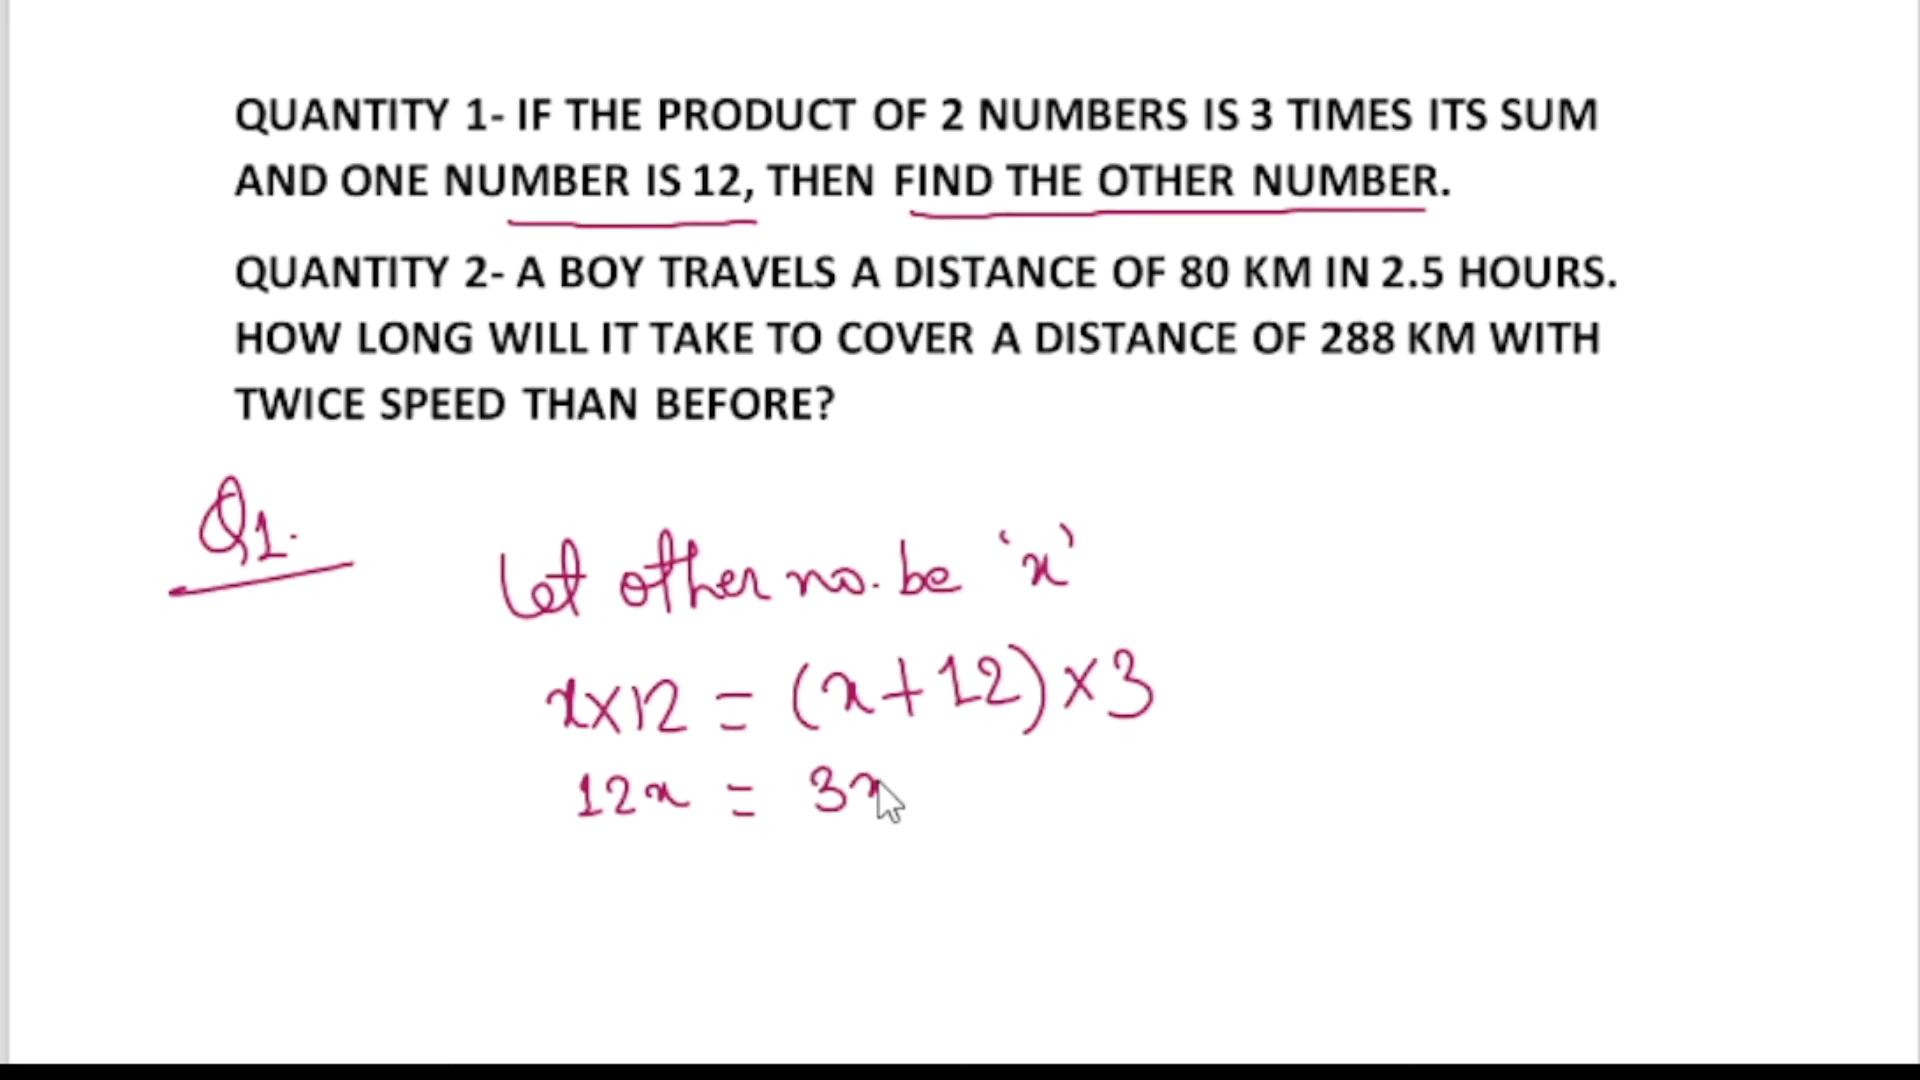 QUANTITY 1- IF THE PRODUCT OF 2 NUMBERS IS 3 TIMES ITS SUM
AND ONE NUMBER IS 12, THEN FIND THE OTHER NUMBER.
QUANTITY 2- A BOY TRAVELS A DISTANCE OF 80 KM IN 2.5 HOURS.
HOW LONG WILL IT TAKE TO COVER A DISTANCE OF 288 KM WITH
TWICE SPEED THAN BEFORE?
Q1.
Let other no. be 'x'
x×12 = (x+12)×3
12x = 3x